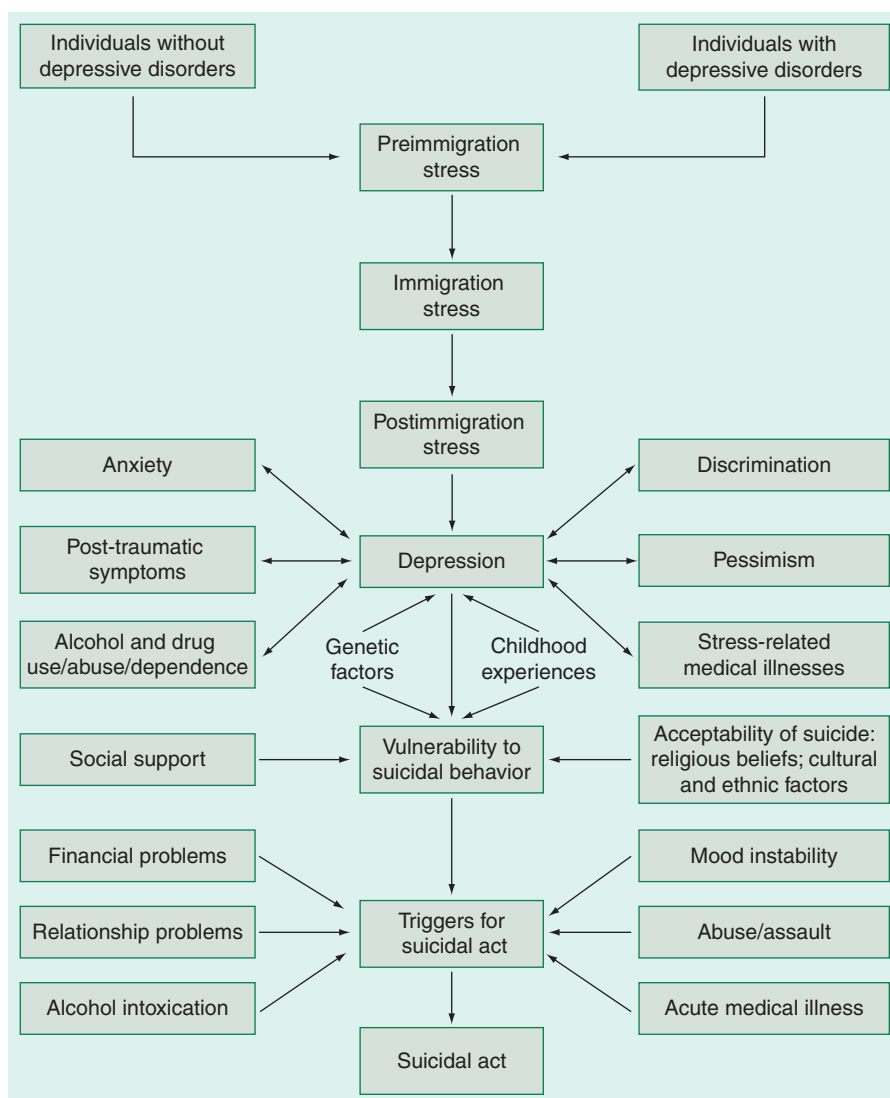 Individuals without
depressive disorders
Individuals with
depressive disorders
Preimmigration
stress
Immigration
stress
Postimmigration
stress
Anxiety
Discrimination
Post-traumatic
symptoms
Depression
Pessimism
Alcohol and drug
use/abuse/dependence
Genetic
factors
Childhood
experiences
Stress-related
medical illnesses
Social support
Vulnerability to
suicidal behavior
Acceptability of suicide:
religious beliefs; cultural
and ethnic factors
Financial problems
Mood instability
Relationship problems
Triggers for
suicidal act
Abuse/assault
Alcohol intoxication
Acute medical illness
Suicidal act